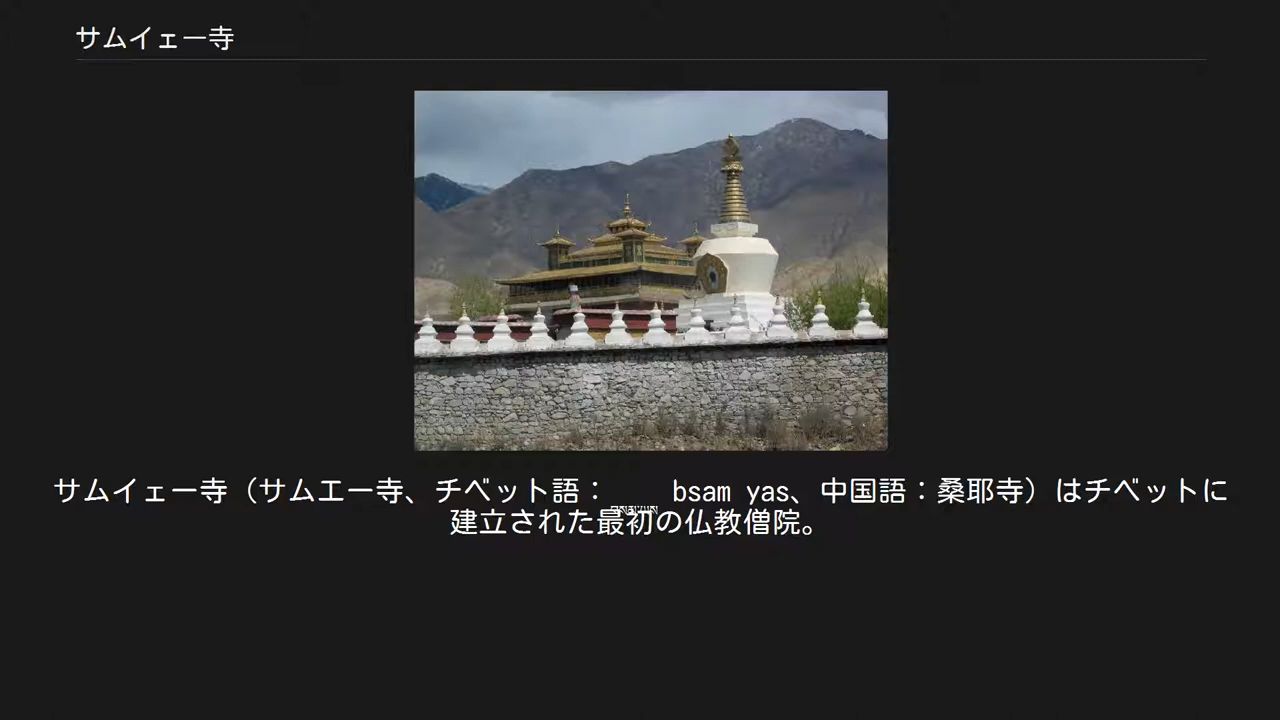 サムイェー寺
サムイェー寺（サムエー寺、チベット語： bsam yas、中国語：桑耶寺）はチベットに
建立された最初の仏教僧院。